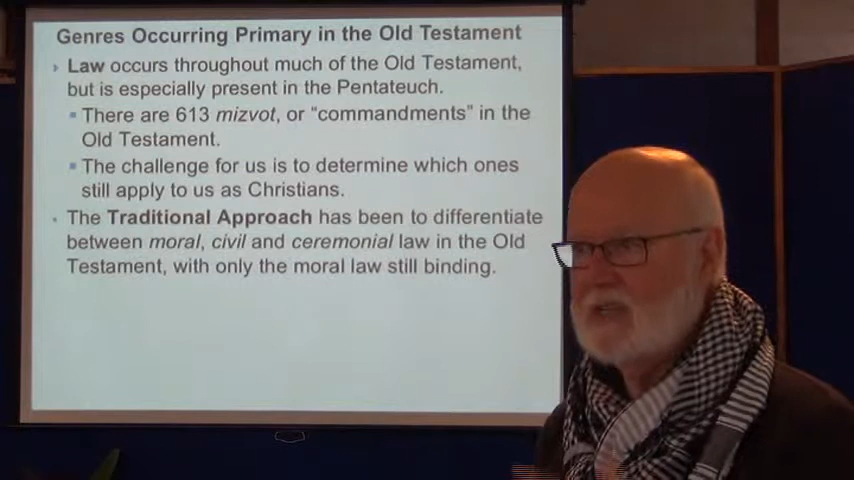 Genres Occurring Primary in the Old Testament
Law occurs throughout much of the Old Testament,
but is especially present in the Pentateuch.
There are 613 mizvot, or “commandments” in the
Old Testament.
The challenge for us is to determine which ones
still apply to us as Christians.
The Traditional Approach has been to differentiate
between moral, civil and ceremonial law in the Old
Testament, with only the moral law still binding.